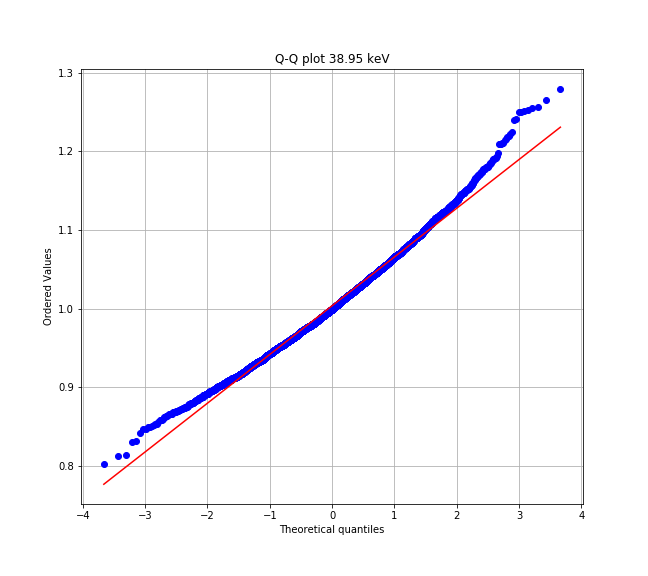 Q-Q plot 38.95 keV
1.3
1.2
1.1
1.0
0.9
0.8
Ordered Values
−4 −3 −2 −1 0 1 2 3 4
Theoretical quantiles